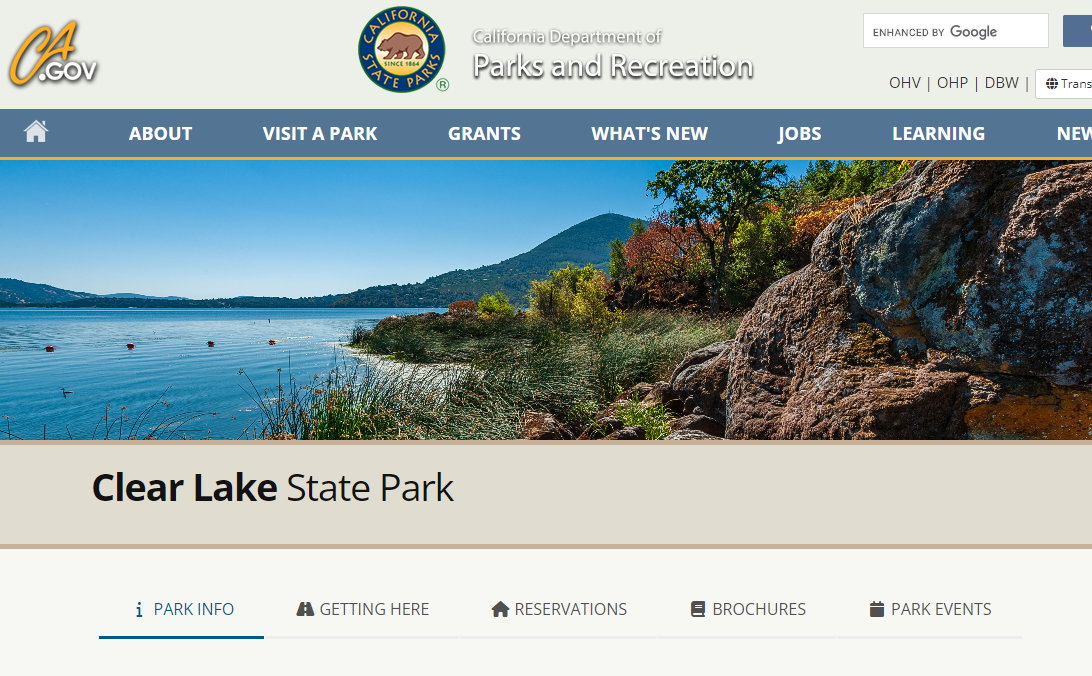 CA
.GOV
CALIFORNIA
SINCE 1864
STATE PARKS
®
California Department of
Parks and Recreation
ENHANCED BY Google
OHV | OHP | DBW |
Trans
ABOUT VISIT A PARK GRANTS WHAT'S NEW JOBS LEARNING NEW
Clear Lake State Park
PARK INFO GETTING HERE RESERVATIONS BROCHURES PARK EVENTS